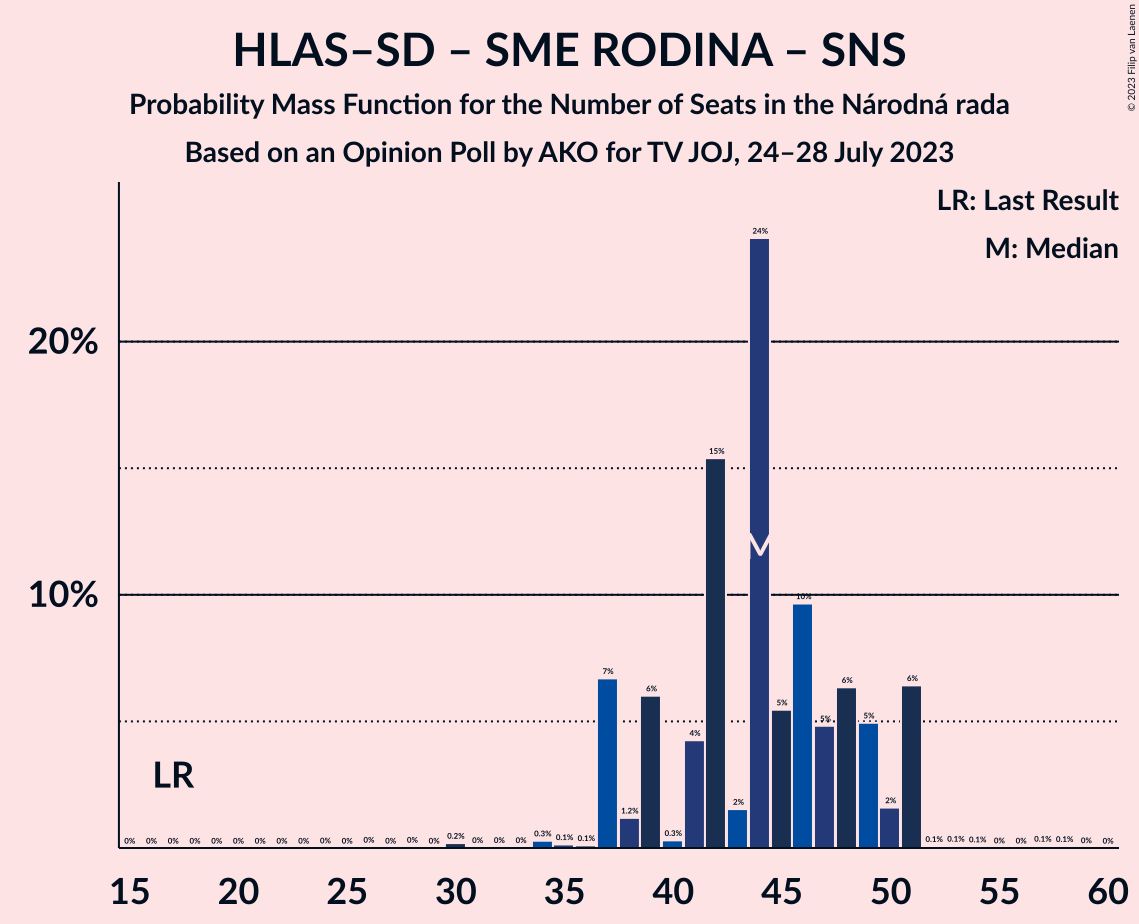 HLAS–SD – SME RODINA – SNS
Probability Mass Function for the Number of Seats in the Národná rada
Based on an Opinion Poll by AKO for TV JOJ, 24–28 July 2023
© 2023 Filip van Laenen
LR: Last Result
M: Median
20%
10%
LR
M
0% 0% 0% 0% 0% 0% 0% 0% 0% 0% 0% 0% 0% 0% 0% 0.2% 0% 0% 0% 0.3% 0.1% 0.1% 7% 1.2% 6% 0.3% 4% 15% 2% 24% 5% 10% 5% 6% 5% 2% 6% 0.1% 0.1% 0.1% 0% 0% 0.1% 0.1% 0% 0%
15 20 25 30 35 40 45 50 55 60